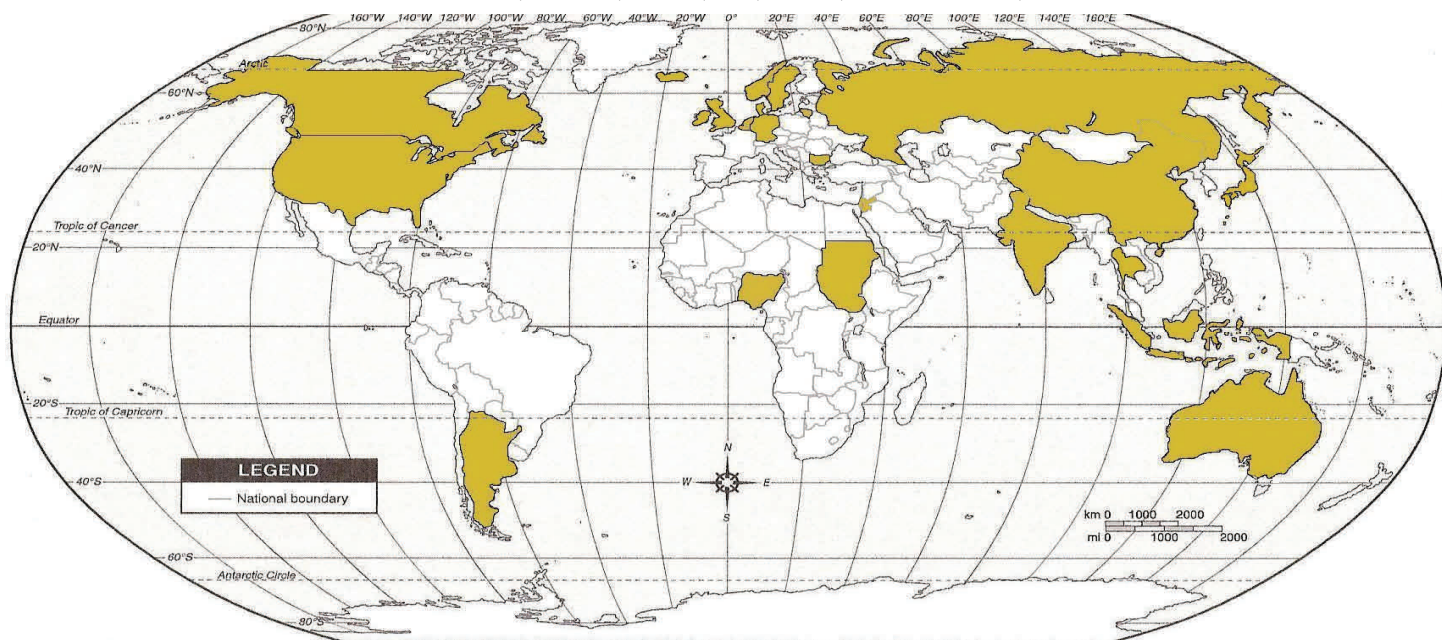 160°W 140°W 120°W 100°W 80°W 60°W 40°W 20°W 0° 20°E 40°E 60°E 80°E 100°E 120°E 140°E 160°E
80°N
Arctic
60°N
40°N
Tropic of Cancer
20°N
Equator
20°S
Tropic of Capricorn
N
LEGEND
National boundary
W E
40°S
S
km 0 1000 2000
mi 0 1000 2000
60°S
Antarctic Circle
80°S